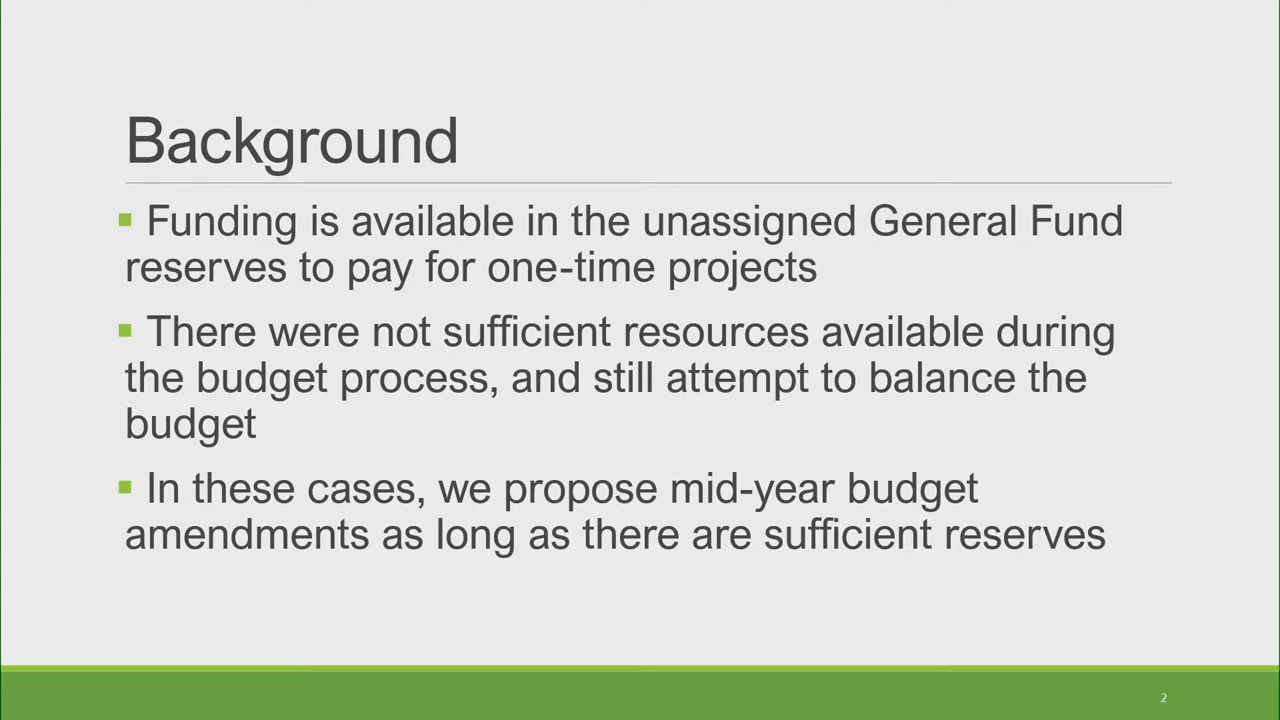 Background
▪ Funding is available in the unassigned General Fund
reserves to pay for one-time projects
▪ There were not sufficient resources available during
the budget process, and still attempt to balance the
budget
▪ In these cases, we propose mid-year budget
amendments as long as there are sufficient reserves
2